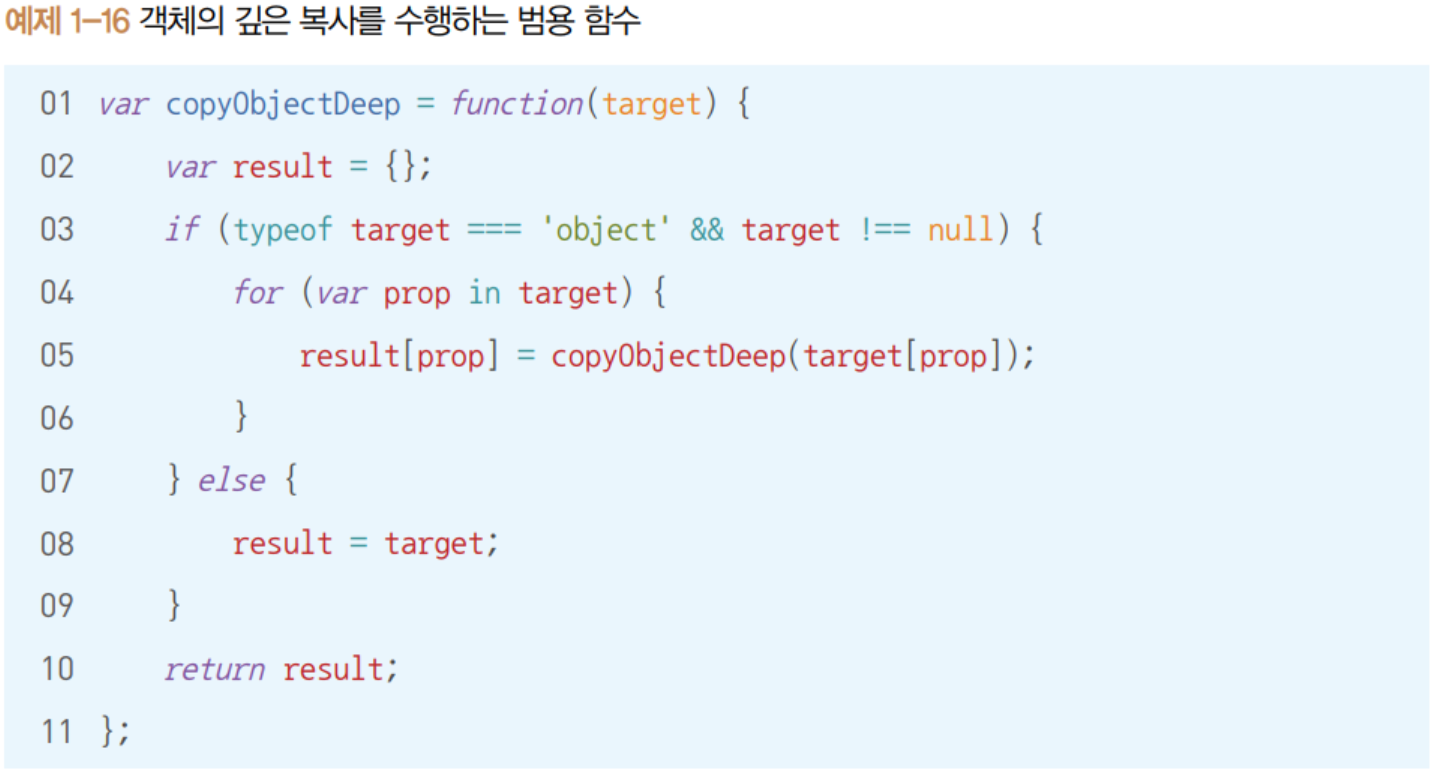 예제 1-16 객체의 깊은 복사를 수행하는 범용 함수
01 var copyObjectDeep = function(target) {
02     var result = {};
03     if (typeof target === 'object' && target !== null) {
04         for (var prop in target) {
05             result[prop] = copyObjectDeep(target[prop]);
06         }
07     } else {
08         result = target;
09     }
10     return result;
11 };